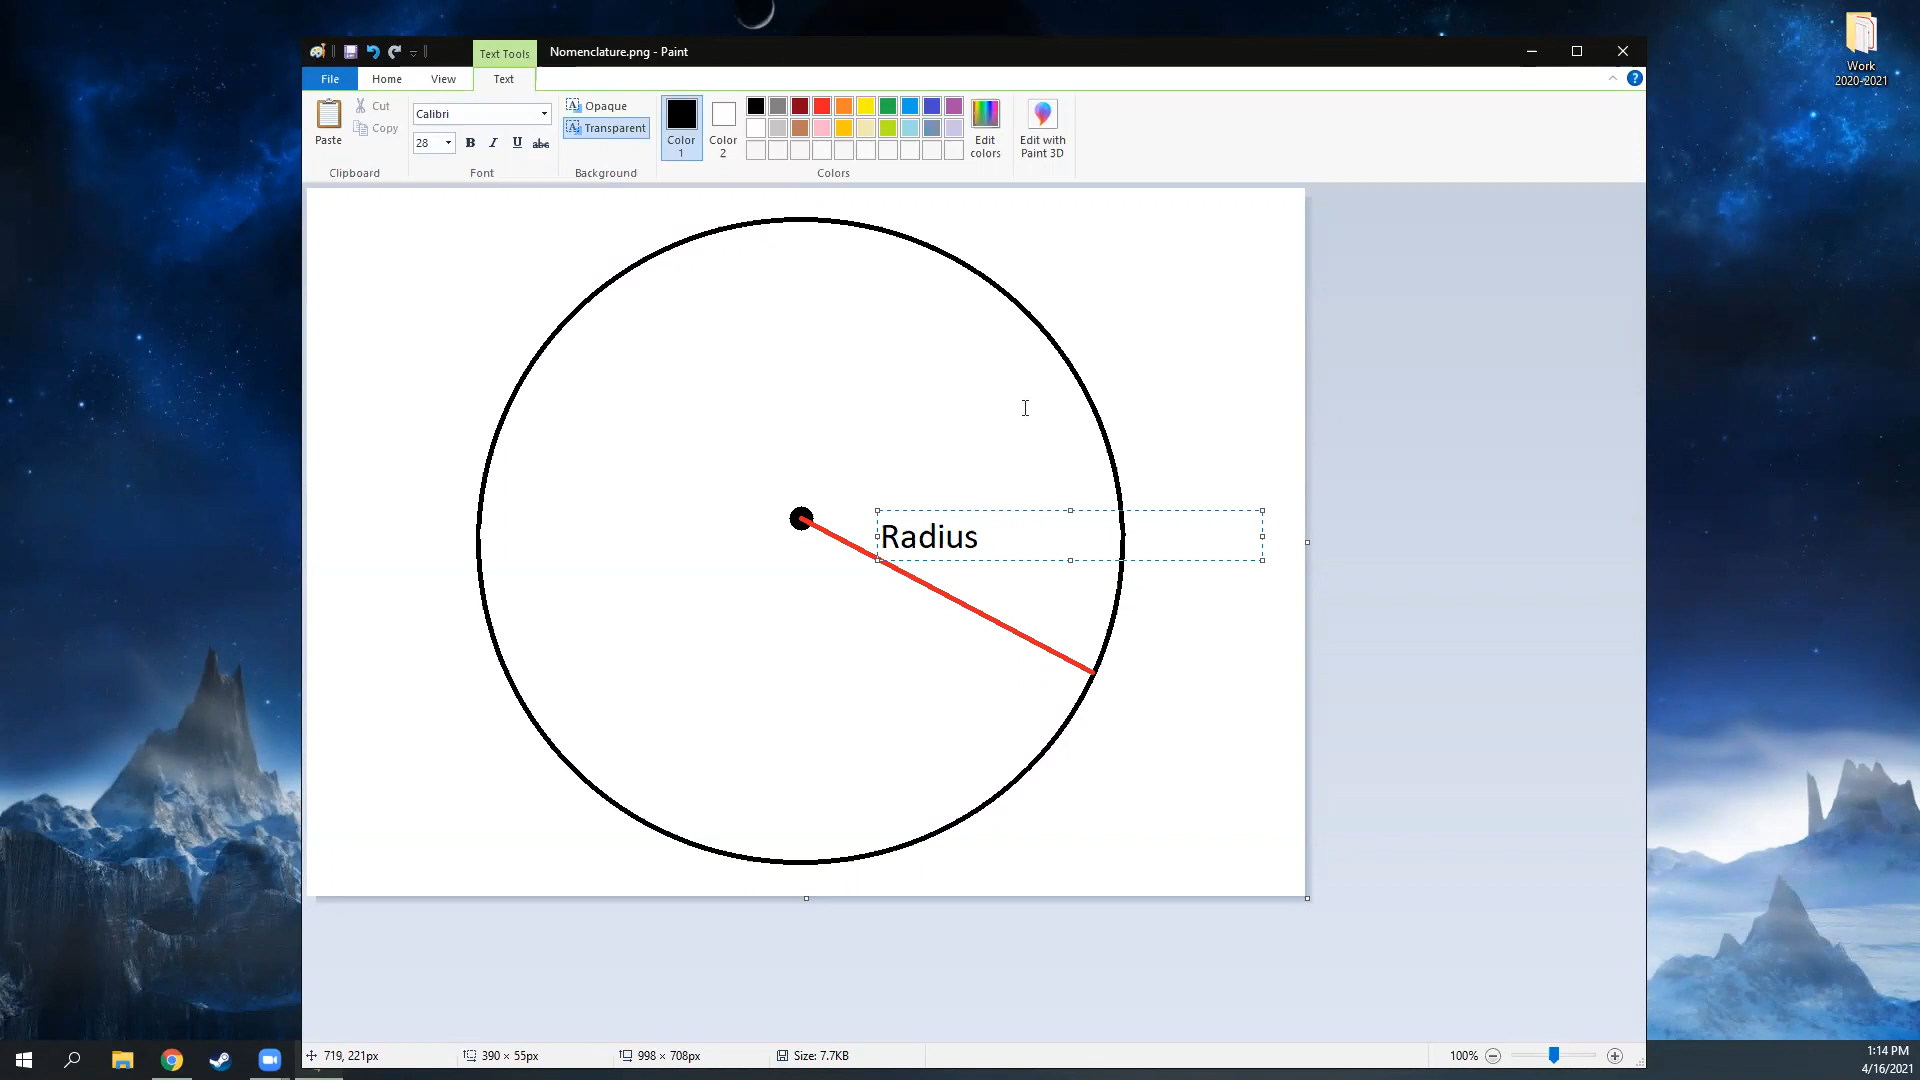 Work
2020-2021
Text Tools
Nomenclature.png - Paint
File Home View Text
Paste
Cut
Copy
Clipboard
Calibri
28
B I U abc
Font
A Opaque
A Transparent
Background
Color
1
Color
2
Edit
colors
Colors
Edit with
Paint 3D
?
Radius
719, 221px
390 × 55px
998 × 708px
Size: 7.7KB
100%
1:14 PM
4/16/2021